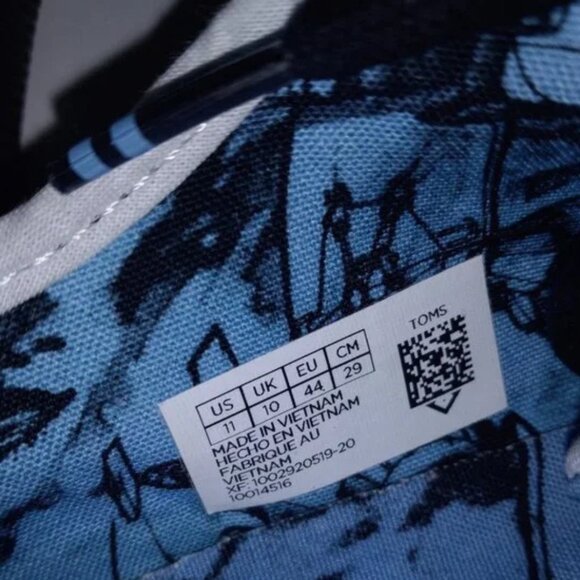 TOMS
US UK EU CM
11 10 44 29
MADE IN VIETNAM
HECHO EN VIETNAM
FABRIQUE AU
VIETNAM
XF: 1002920519-20
10014516